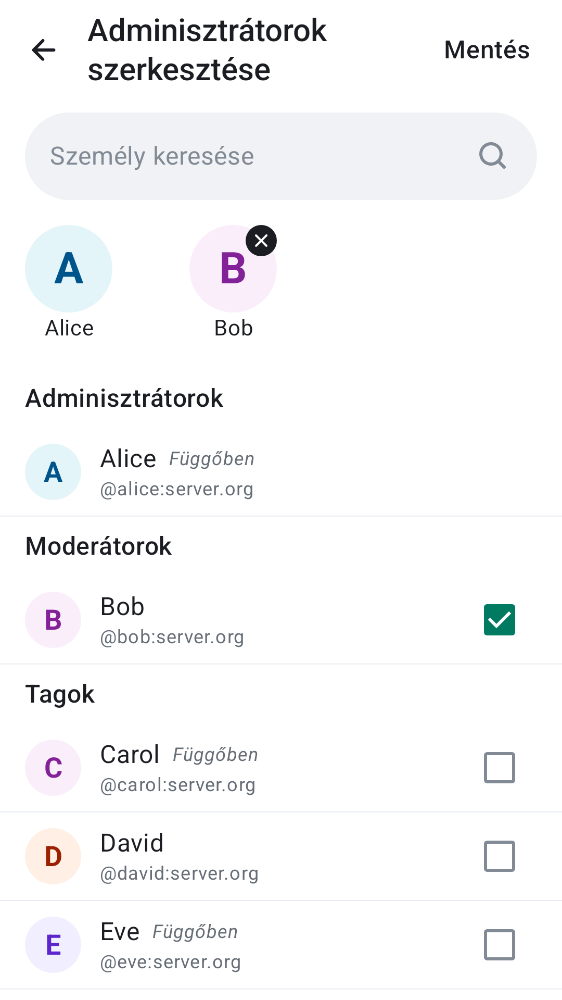 Adminisztrátorok
szerkesztése
Mentés
Személy keresése
A
B
Alice
Bob
Adminisztrátorok
A
Alice Függőben
@alice:server.org
Moderátorok
B
Bob
@bob:server.org
Tagok
C
Carol Függőben
@carol:server.org
D
David
@david:server.org
E
Eve Függőben
@eve:server.org